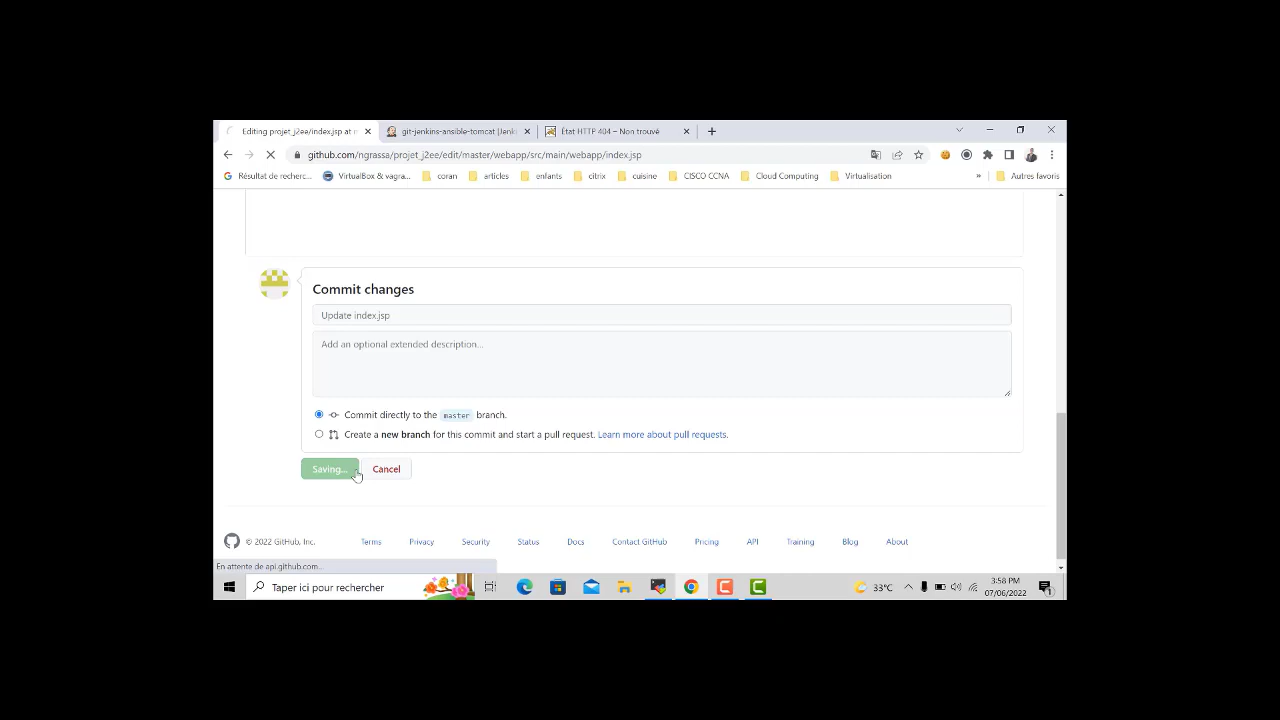 Editing projet_j2ee/index.jsp at m
git-jenkins-ansible-tomcat [Jenki
État HTTP 404 – Non trouvé
github.com/ngrassa/projet_j2ee/edit/master/webapp/src/main/webapp/index.jsp
Résultat de recherc...
VirtualBox & vagra...
coran
articles
enfants
citrix
cuisine
CISCO CCNA
Cloud Computing
Virtualisation
»
Autres favoris
Commit changes
Update index.jsp
Add an optional extended description...
Commit directly to the master branch.
Create a new branch for this commit and start a pull request. Learn more about pull requests.
Saving...
Cancel
© 2022 GitHub, Inc.
Terms
Privacy
Security
Status
Docs
Contact GitHub
Pricing
API
Training
Blog
About
En attente de api.github.com...
Taper ici pour rechercher
33°C
3:58 PM
07/06/2022
1